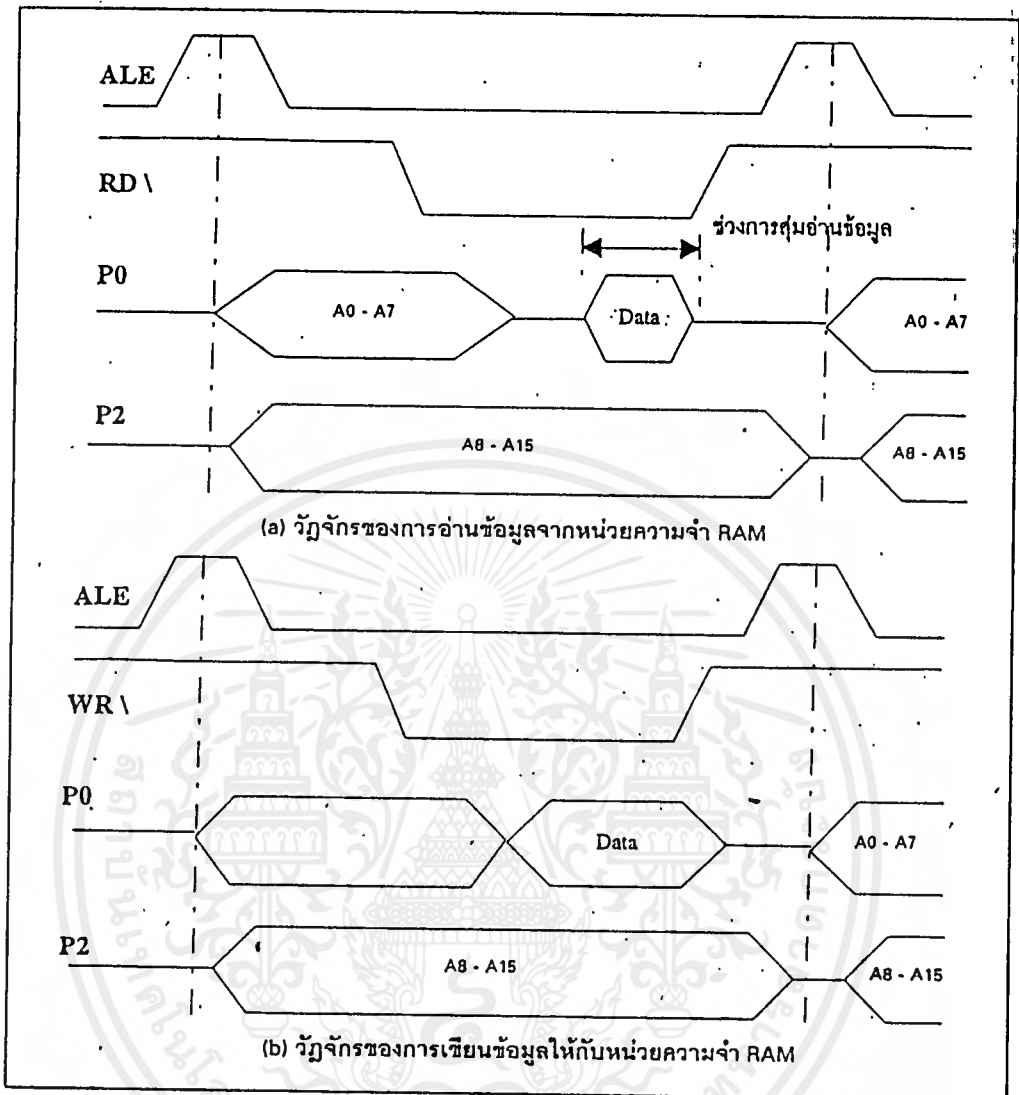 ALE
RD \
ช่วงการสุ่มอ่านข้อมูล
P0
A0 - A7
Data
A0 - A7
P2
A8 - A15
A8 - A15
(a) วัฏจักรของการอ่านข้อมูลจากหน่วยความจำ RAM
ALE
WR \
P0
Data
A0 - A7
P2
A8 - A15
A8 - A15
(b) วัฏจักรของการเขียนข้อมูลให้กับหน่วยความจำ RAM